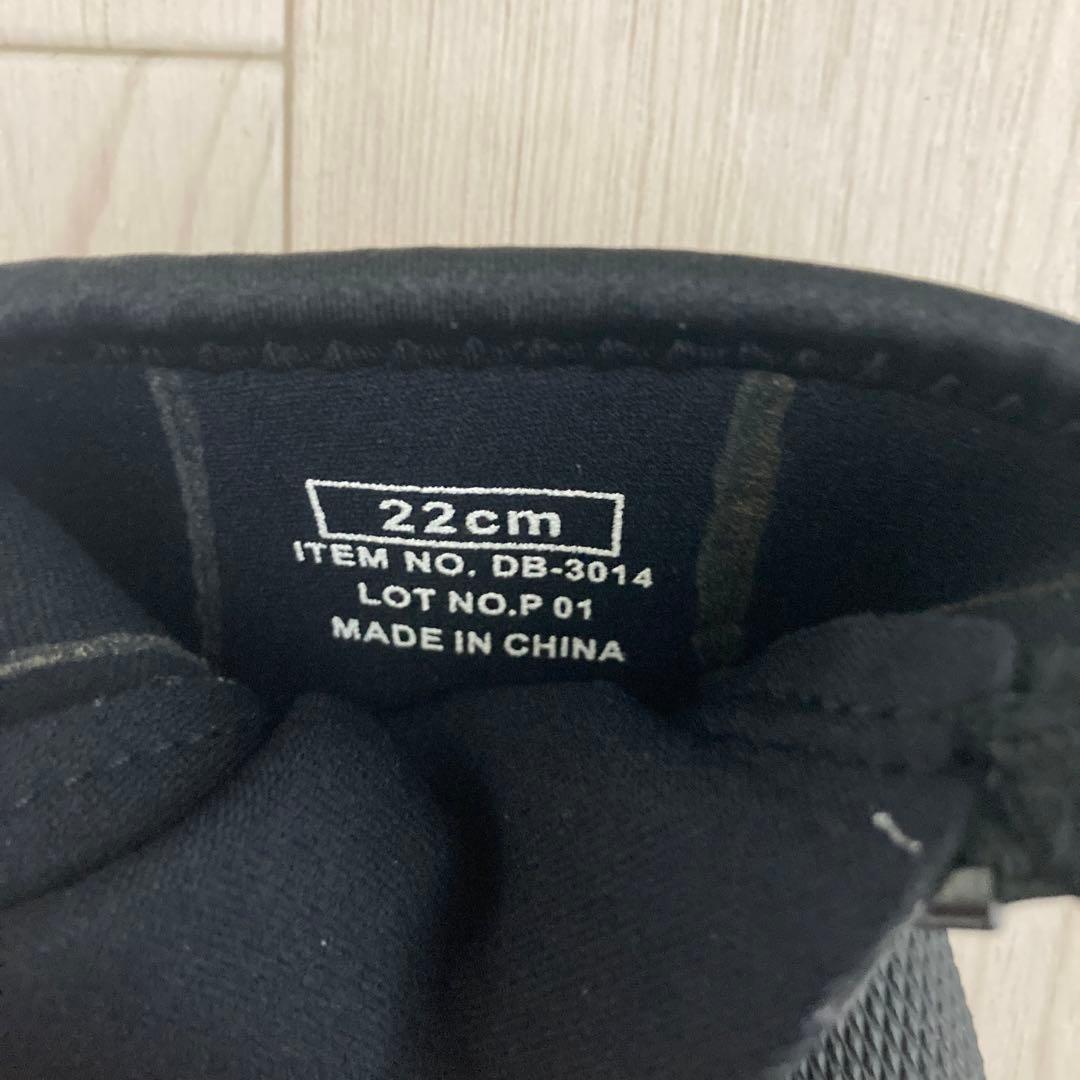 22cm
ITEM NO. DB-3014
LOT NO.P 01
MADE IN CHINA